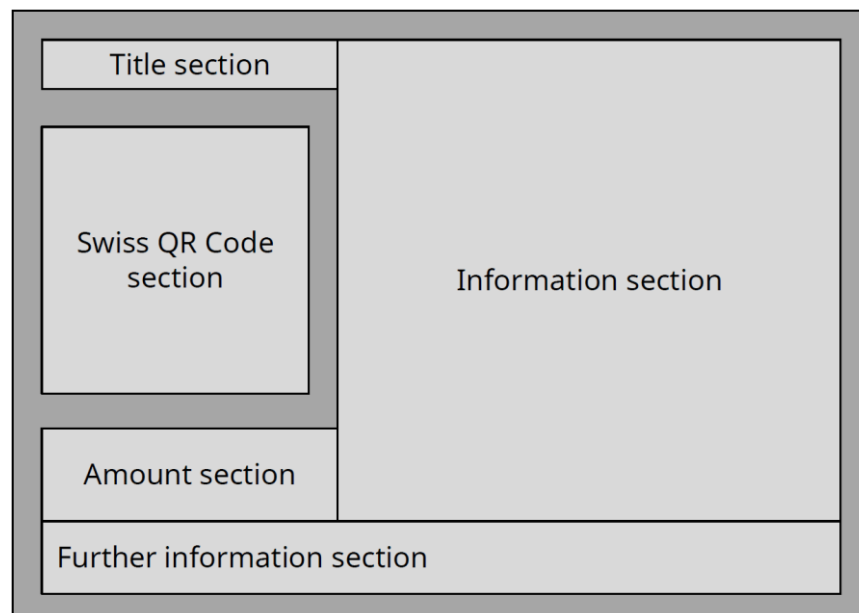 Title section
Swiss QR Code
section
Information section
Amount section
Further information section